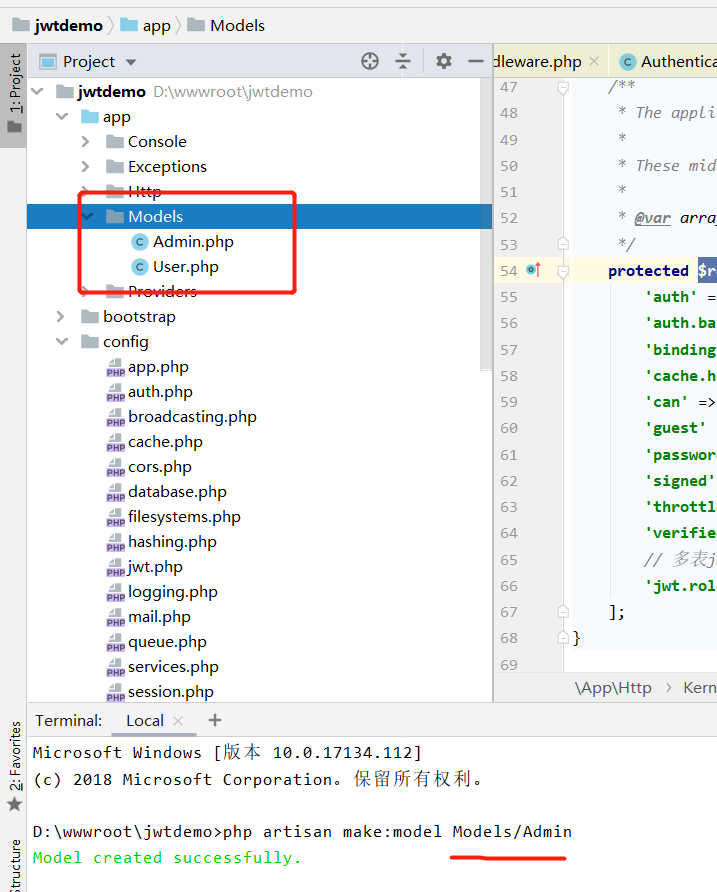 jwtdemo app Models
1: Project
Project
dleware.php
Authentica
jwtdemo D:\wwwroot\jwtdemo
app
Console
Exceptions
Http
Models
Admin.php
User.php
Providers
bootstrap
config
app.php
auth.php
broadcasting.php
cache.php
cors.php
database.php
filesystems.php
hashing.php
jwt.php
logging.php
mail.php
queue.php
services.php
session.php
47 /**
48 * The appli
49 *
50 * These mid
51 *
52 * @var arra
53 */
54 protected $r
55 'auth' =
56 'auth.ba
57 'binding
58 'cache.h
59 'can' =>
60 'guest'
61 'passwor
62 'signed'
63 'throttl
64 'verifie
65 // 多表j
66 'jwt.rol
67 ];
68 }
69
\App\Http Kern
2: Favorites
Structure
Terminal: Local
Microsoft Windows [版本 10.0.17134.112]
(c) 2018 Microsoft Corporation。保留所有权利。
D:\wwwroot\jwtdemo>php artisan make:model Models/Admin
Model created successfully.